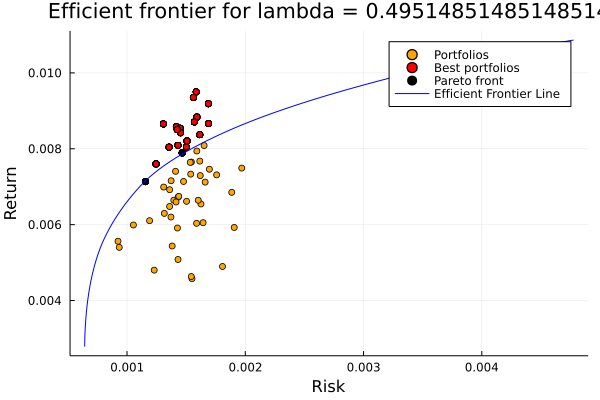 Efficient frontier for lambda = 0.4951485148514851
0.010
0.008
0.006
0.004
Return
Portfolios
Best portfolios
Pareto front
Efficient Frontier Line
0.001
0.002
0.003
0.004
Risk